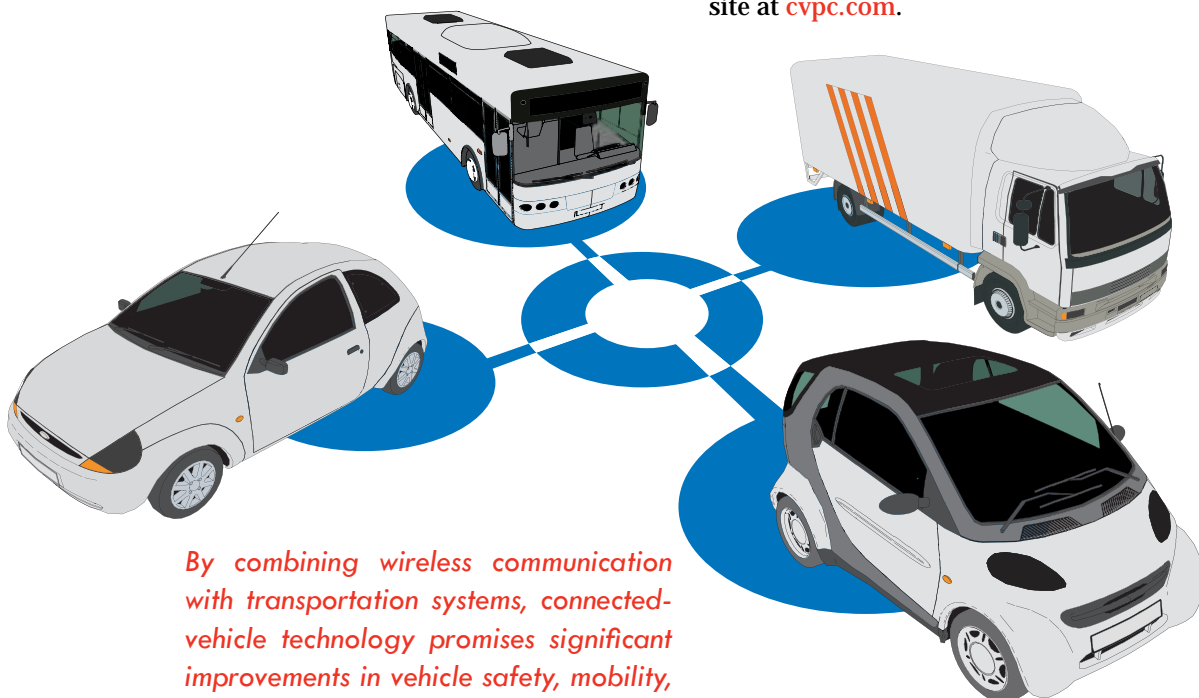 site at cvpc.com.
By combining wireless communication
with transportation systems, connected-
vehicle technology promises significant
improvements in vehicle safety, mobility,